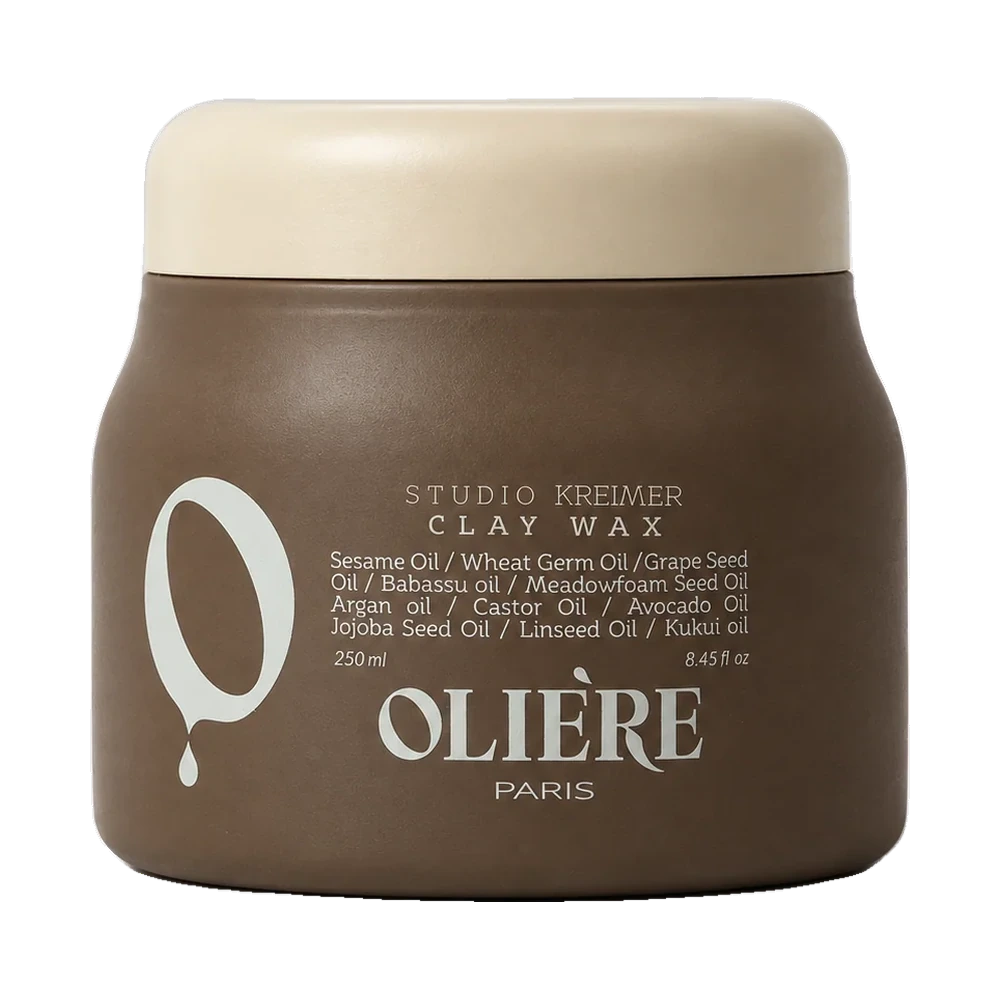 O
STUDIO KREIMER
CLAY WAX
Sesame Oil / Wheat Germ Oil /Grape Seed
Oil / Babassu oil / Meadowfoam Seed Oil
Argan oil / Castor Oil / Avocado Oil
Jojoba Seed Oil / Linseed Oil / Kukui oil
250 ml 8.45 fl oz
OLIÈRE
PARIS